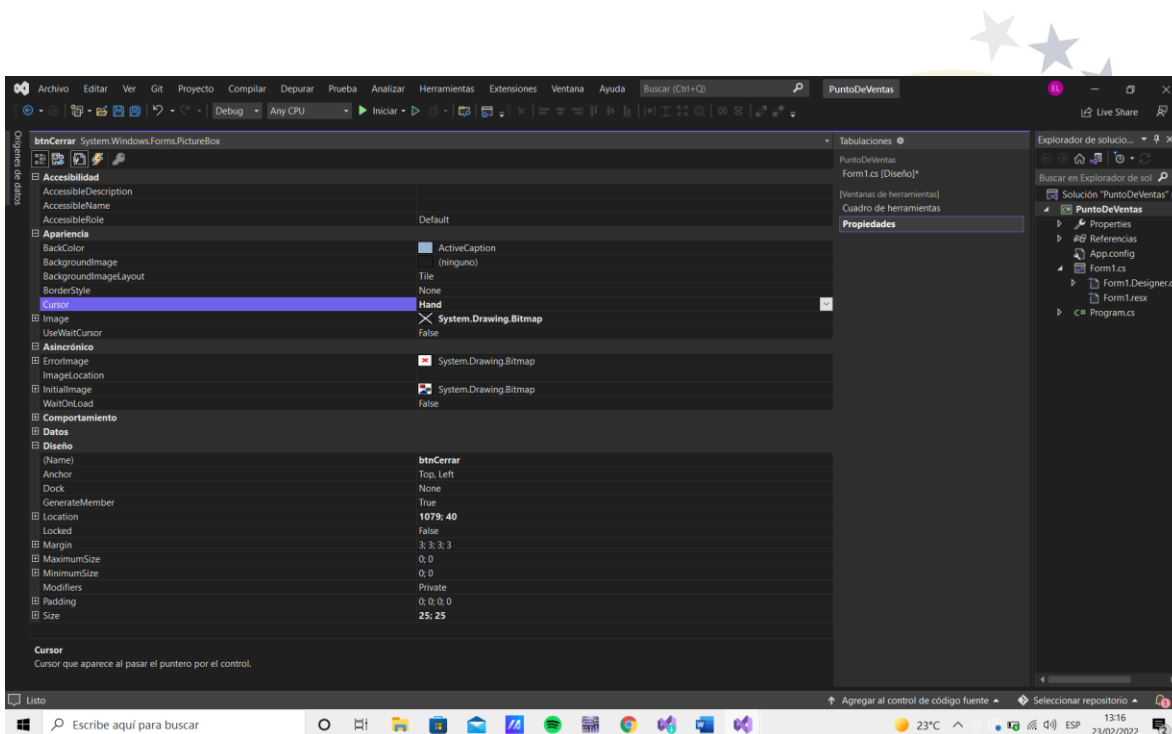 Archivo Editar Ver Git Proyecto Compilar Depurar Prueba Analizar Herramientas Extensiones Ventana Ayuda Buscar (Ctrl+Q) PuntoDeVentas EL
Debug Any CPU Iniciar Live Share
Orígenes de datos
btnCerrar System.Windows.Forms.PictureBox
Accesibilidad
AccessibleDescription
AccessibleName
AccessibleRole Default
Apariencia
BackColor ActiveCaption
BackgroundImage (ninguno)
BackgroundImageLayout Tile
BorderStyle None
Cursor Hand
Image System.Drawing.Bitmap
UseWaitCursor False
Asincrónico
ErrorImage System.Drawing.Bitmap
ImageLocation
InitialImage System.Drawing.Bitmap
WaitOnLoad False
Comportamiento
Datos
Diseño
(Name) btnCerrar
Anchor Top, Left
Dock None
GenerateMember True
Location 1079; 40
Locked False
Margin 3; 3; 3; 3
MaximumSize 0; 0
MinimumSize 0; 0
Modifiers Private
Padding 0; 0; 0; 0
Size 25; 25
Cursor
Cursor que aparece al pasar el puntero por el control.
Tabulaciones
PuntoDeVentas
Form1.cs [Diseño]*
[Ventanas de herramientas]
Cuadro de herramientas
Propiedades
Explorador de solucio...
Buscar en Explorador de sol
Solución "PuntoDeVentas"
PuntoDeVentas
Properties
Referencias
App.config
Form1.cs
Form1.Designer.c
Form1.resx
C# Program.cs
Listo Agregar al control de código fuente Seleccionar repositorio
Escribe aquí para buscar 23°C ESP 13:16
23/02/2022